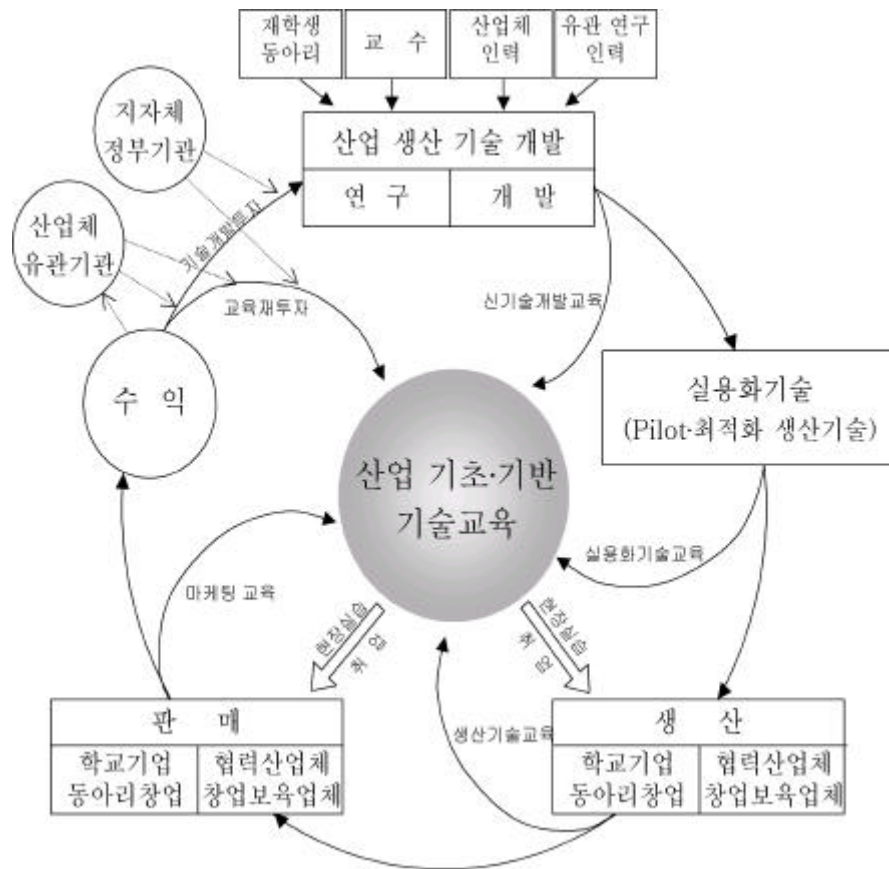 재학생
동아리
교 수
산업체
인력
유관 연구
인력
지자체
정부기관
산업 생산 기술 개발
연 구
개 발
산업체
유관기관
기술개발투자
교육재투자
신기술개발교육
수 익
실용화기술
(Pilot·최적화 생산기술)
산업 기초·기반
기술교육
실용화기술교육
마케팅 교육
현장실습
취 업
현장실습
취 업
판 매
학교기업
동아리창업
협력산업체
창업보육업체
생산기술교육
생 산
학교기업
동아리창업
협력산업체
창업보육업체